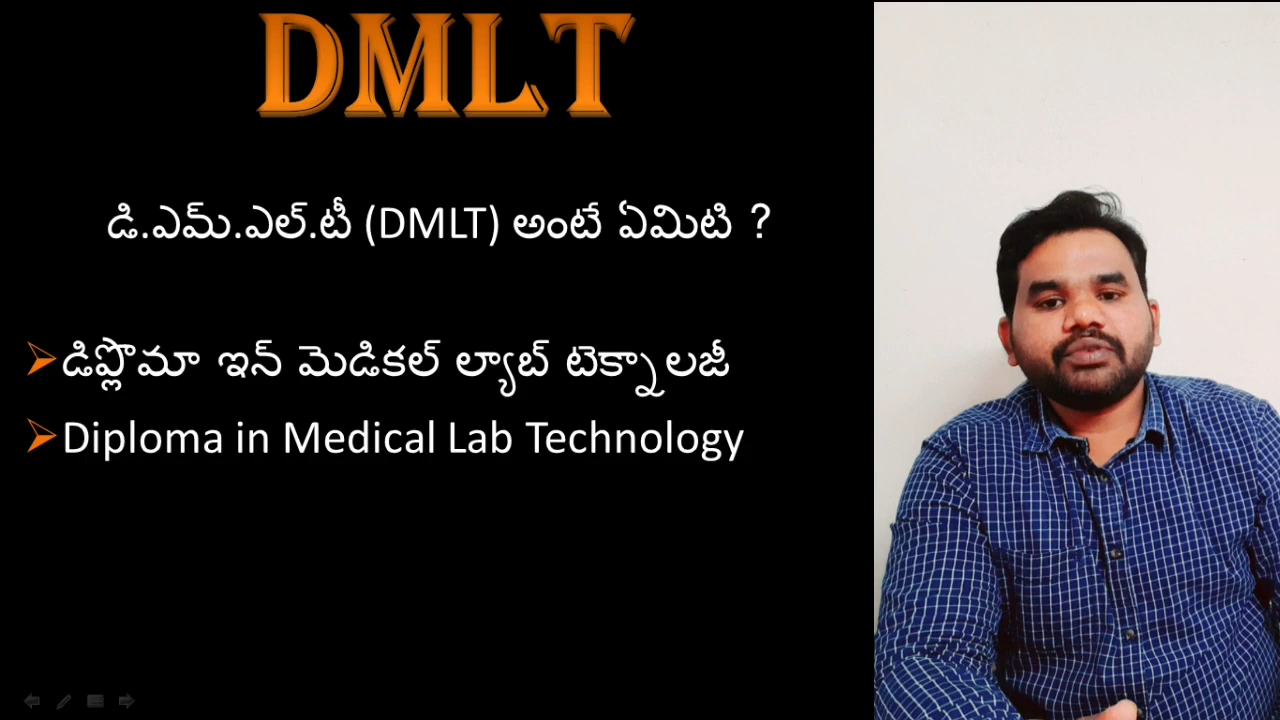 DMLT
డి.ఎమ్.ఎల్.టీ (DMLT) అంటే ఏమిటి ?
డిప్లొమా ఇన్ మెడికల్ ల్యాబ్ టెక్నాలజీ
Diploma in Medical Lab Technology